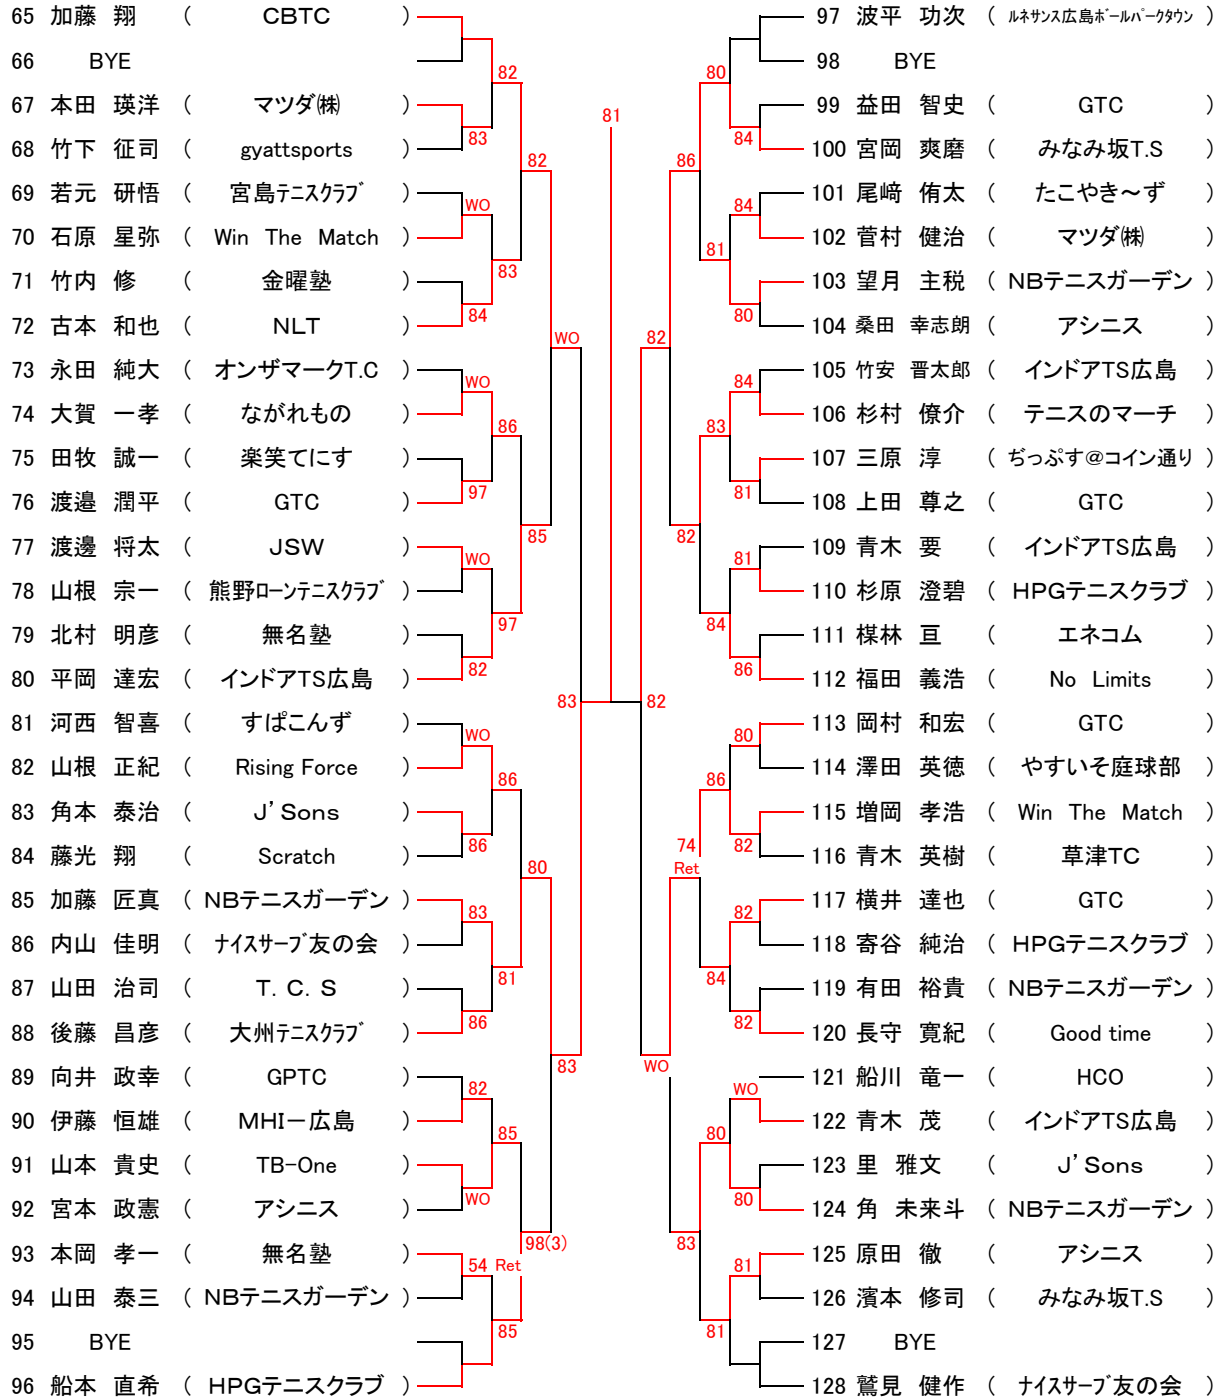 65 加藤 翔 ( CBTC )
66 BYE
67 本田 瑛洋 ( マツダ㈱ )
68 竹下 征司 ( gyattsports )
69 若元 研悟 ( 宮島テニスクラブ )
70 石原 星弥 ( Win The Match )
71 竹内 修 ( 金曜塾 )
72 古本 和也 ( NLT )
73 永田 純大 ( オンザマークT.C )
74 大賀 一孝 ( ながれもの )
75 田牧 誠一 ( 楽笑てにす )
76 渡邉 潤平 ( GTC )
77 渡邊 将太 ( JSW )
78 山根 宗一 ( 熊野ローンテニスクラブ )
79 北村 明彦 ( 無名塾 )
80 平岡 達宏 ( インドアTS広島 )
81 河西 智喜 ( すぱこんず )
82 山根 正紀 ( Rising Force )
83 角本 泰治 ( J'Sons )
84 藤光 翔 ( Scratch )
85 加藤 匠真 ( NBテニスガーデン )
86 内山 佳明 ( ナイスサーブ友の会 )
87 山田 治司 ( T.C.S )
88 後藤 昌彦 ( 大州テニスクラブ )
89 向井 政幸 ( GPTC )
90 伊藤 恒雄 ( MHI－広島 )
91 山本 貴史 ( TB-One )
92 宮本 政憲 ( アシニス )
93 本岡 孝一 ( 無名塾 )
94 山田 泰三 ( NBテニスガーデン )
95 BYE
96 船本 直希 ( HPGテニスクラブ )
83
WO
84
WO
97
WO
82
WO
86
83
86
82
WO
54 Ret
82
83
86
97
86
81
85
85
82
85
80
98(3)
WO
83
83
81
82
82
WO
86
82
74
Ret
83
80
81
83
84
86
84
80
81
84
84
80
84
81
81
86
80
82
82
82
WO
80
81
97 波平 功次 ( ルネサンス広島ボールパークタウン )
98 BYE
99 益田 智史 ( GTC )
100 宮岡 爽磨 ( みなみ坂T.S )
101 尾﨑 侑太 ( たこやき～ず )
102 菅村 健治 ( マツダ㈱ )
103 望月 主税 ( NBテニスガーデン )
104 桑田 幸志朗 ( アシニス )
105 竹安 晋太郎 ( インドアTS広島 )
106 杉村 僚介 ( テニスのマーチ )
107 三原 淳 ( ぢっぷす@コイン通り )
108 上田 尊之 ( GTC )
109 青木 要 ( インドアTS広島 )
110 杉原 澄碧 ( HPGテニスクラブ )
111 楳林 亘 ( エネコム )
112 福田 義浩 ( No Limits )
113 岡村 和宏 ( GTC )
114 澤田 英徳 ( やすいそ庭球部 )
115 増岡 孝浩 ( Win The Match )
116 青木 英樹 ( 草津TC )
117 横井 達也 ( GTC )
118 寄谷 純治 ( HPGテニスクラブ )
119 有田 裕貴 ( NBテニスガーデン )
120 長守 寛紀 ( Good time )
121 船川 竜一 ( HCO )
122 青木 茂 ( インドアTS広島 )
123 里 雅文 ( J'Sons )
124 角 未来斗 ( NBテニスガーデン )
125 原田 徹 ( アシニス )
126 濱本 修司 ( みなみ坂T.S )
127 BYE
128 鷲見 健作 ( ナイスサーブ友の会 )